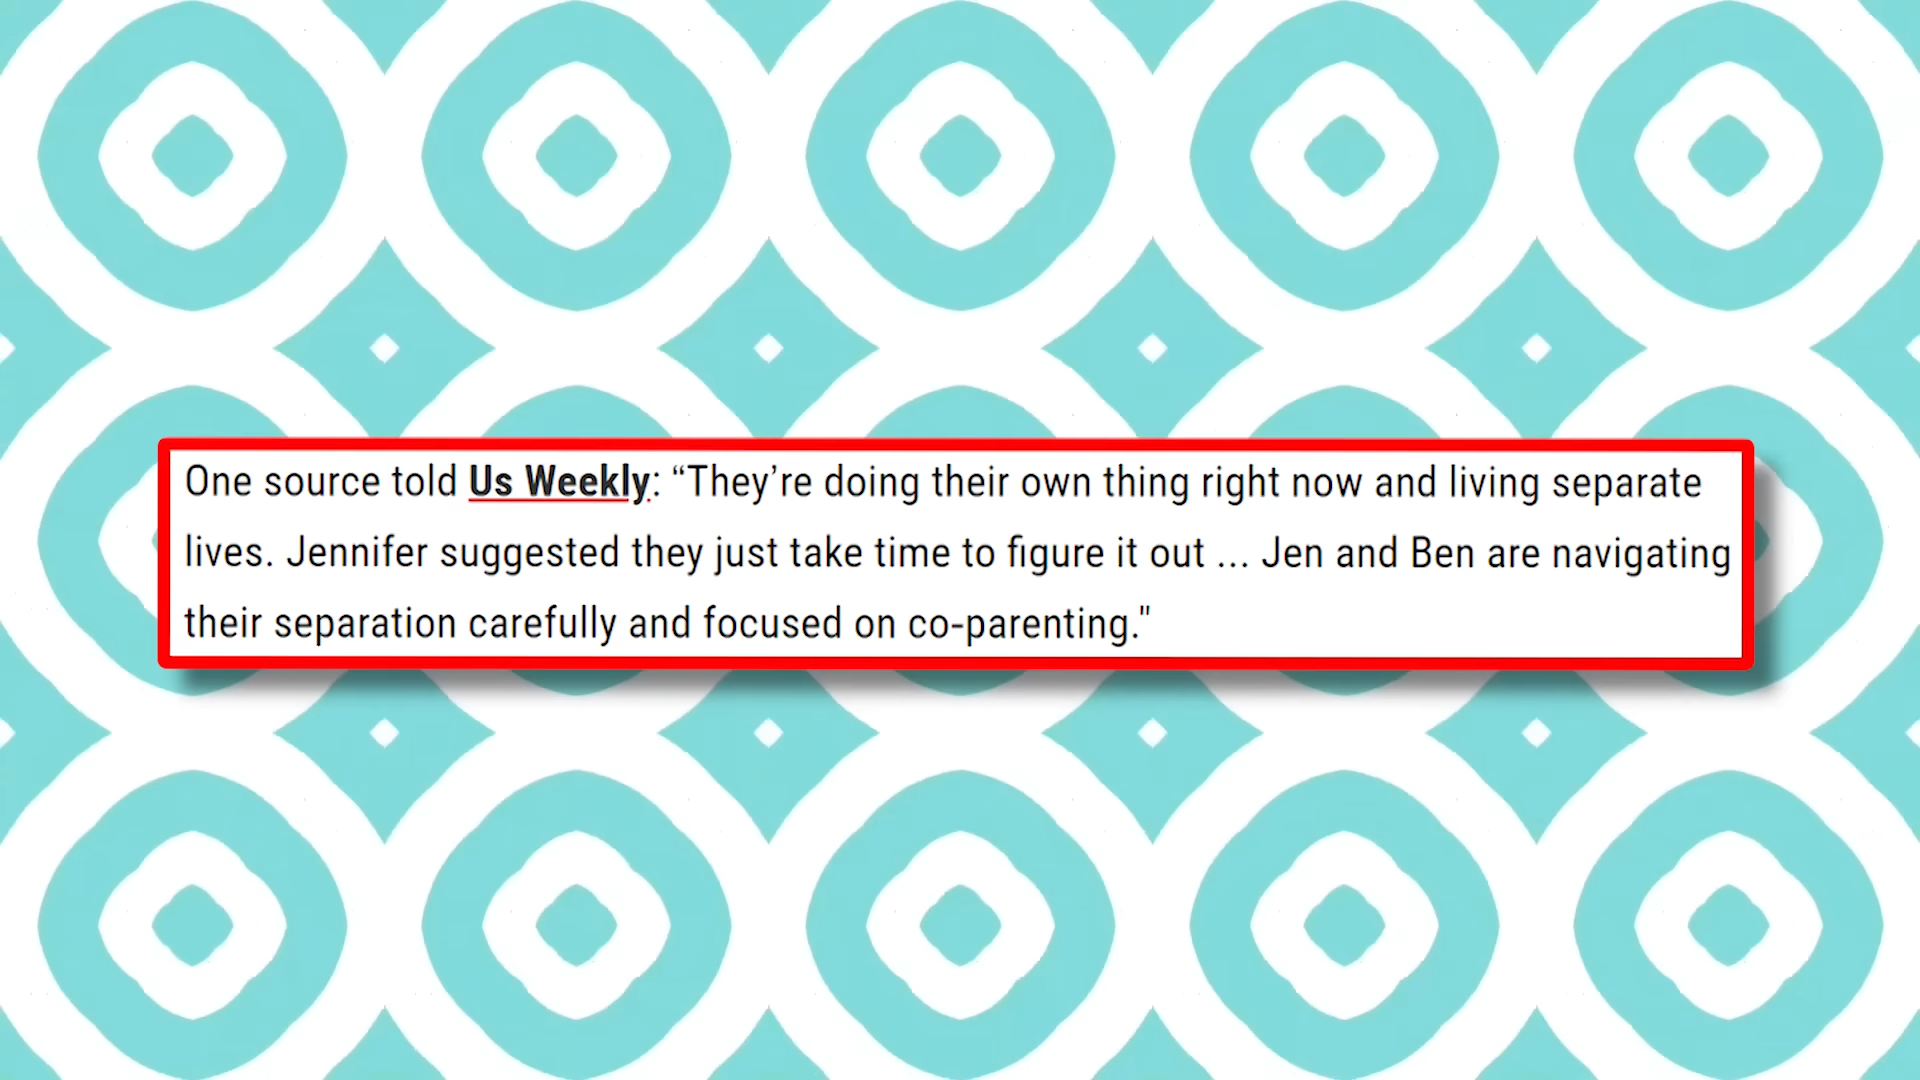 One source told Us Weekly: “They’re doing their own thing right now and living separate
lives. Jennifer suggested they just take time to figure it out ... Jen and Ben are navigating
their separation carefully and focused on co-parenting."